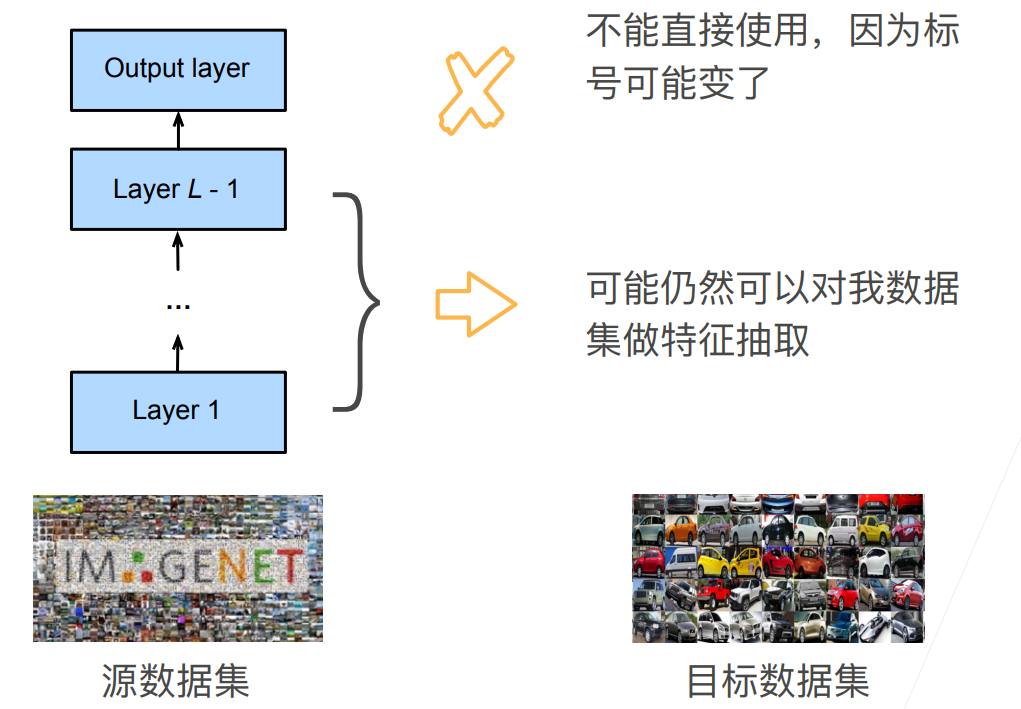 Output layer
不能直接使用，因为标
号可能变了
Layer L - 1
...
可能仍然可以对我数据
集做特征抽取
Layer 1
IMAGENET
源数据集
目标数据集